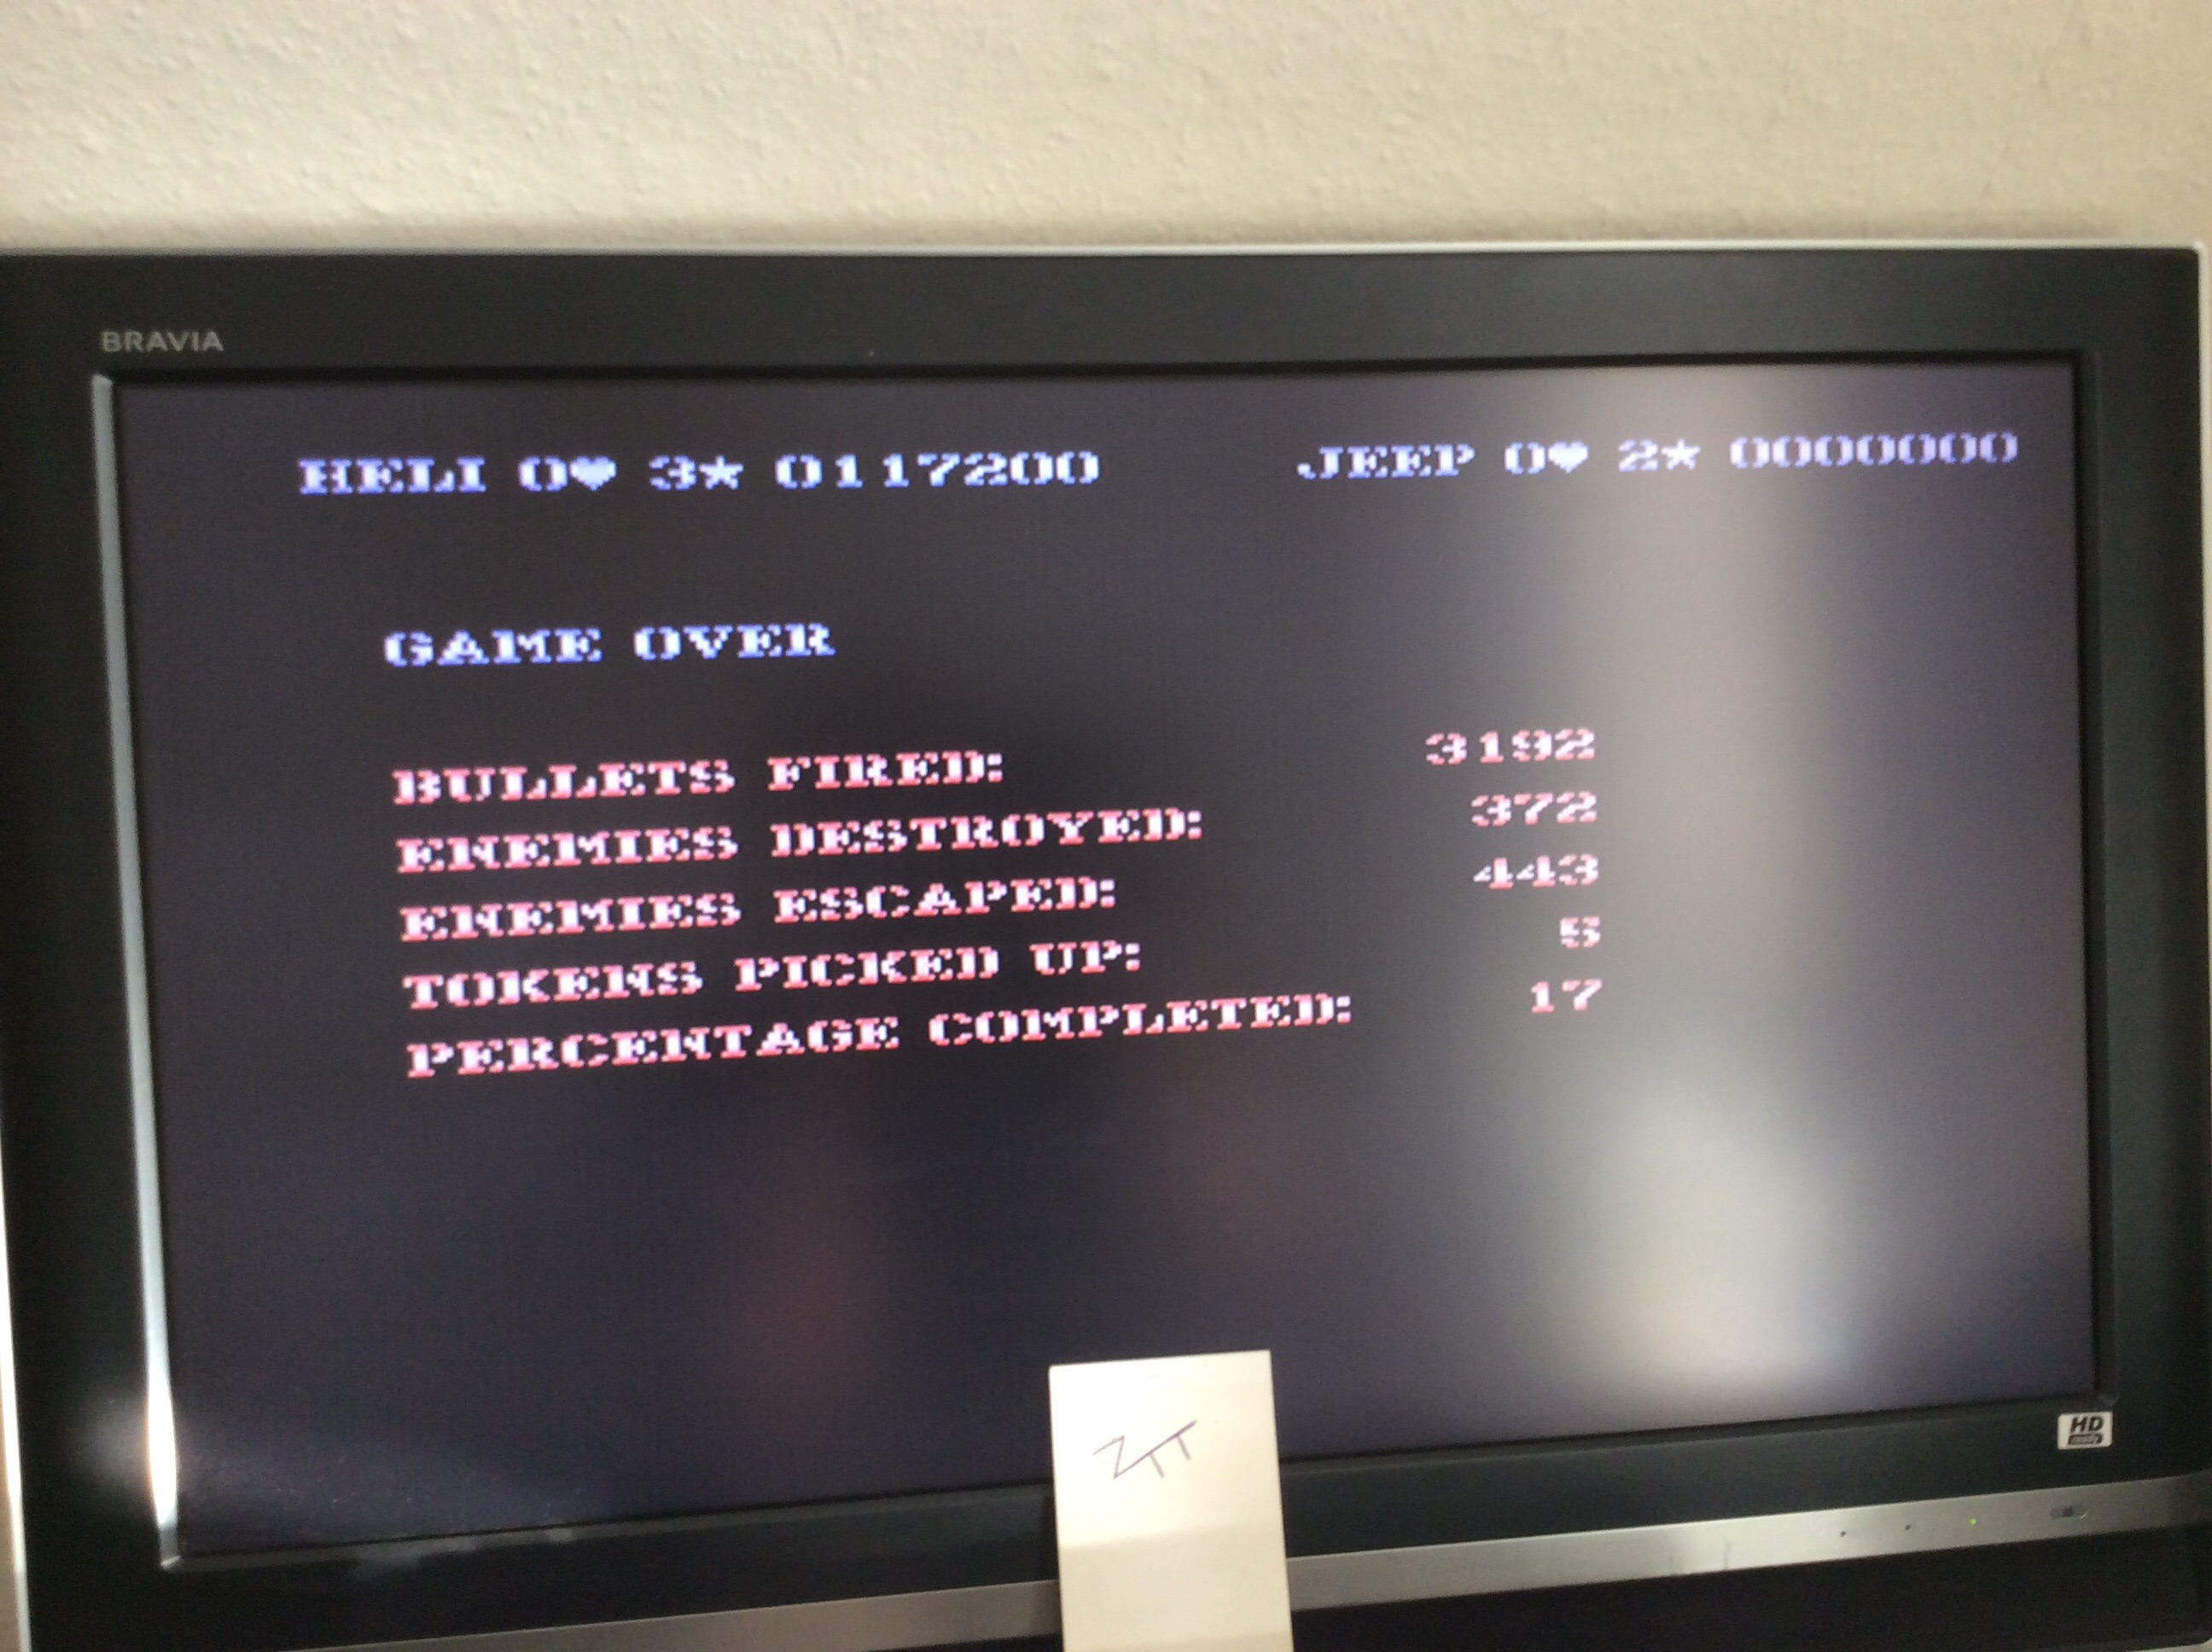 BRAVIA
HELI 0♥ 3★ 0117200 JEEP 0♥ 2★ 0000000
GAME OVER
BULLETS FIRED: 3192
ENEMIES DESTROYED: 372
ENEMIES ESCAPED: 443
TOKENS PICKED UP: 5
PERCENTAGE COMPLETED: 17
ZTT
HD
ready